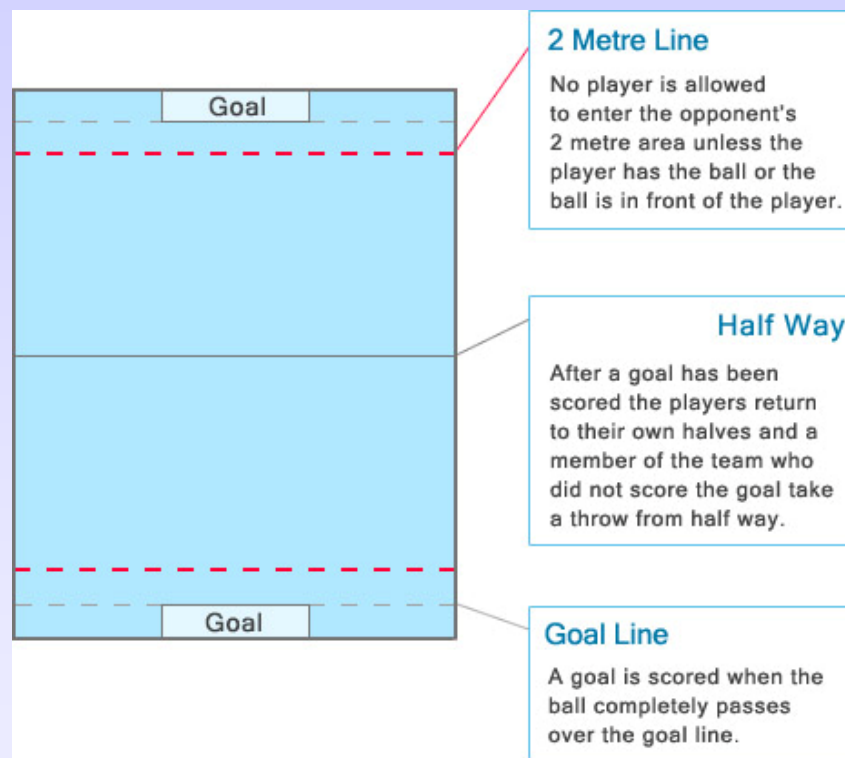 Goal
2 Metre Line
No player is allowed
to enter the opponent's
2 metre area unless the
player has the ball or the
ball is in front of the player.
Half Way
After a goal has been
scored the players return
to their own halves and a
member of the team who
did not score the goal take
a throw from half way.
Goal
Goal Line
A goal is scored when the
ball completely passes
over the goal line.